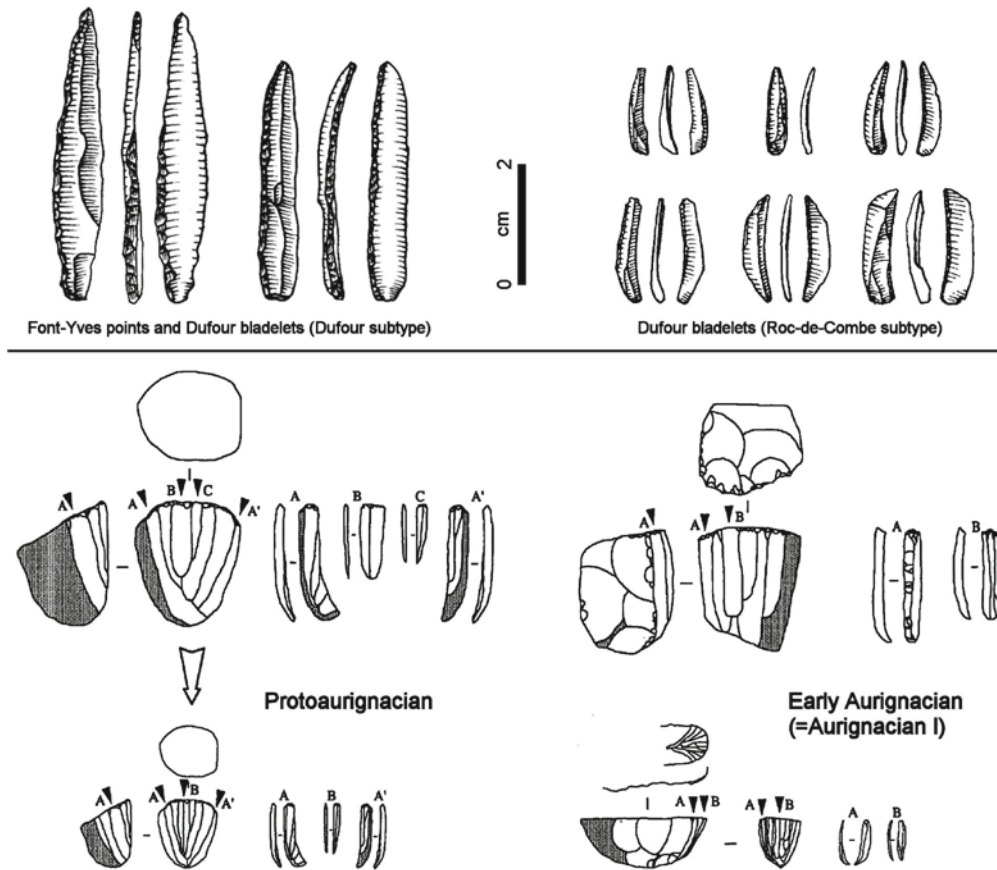 2
cm
0
Font-Yves points and Dufour bladelets (Dufour subtype)
Dufour bladelets (Roc-de-Combe subtype)
A
A
B
C
A'
A
B
C
A'
A
A
B
A
B
Protoaurignacian
Early Aurignacian
(=Aurignacian I)
A
A
B
A'
A
B
A'
A
B
A
B
A
B